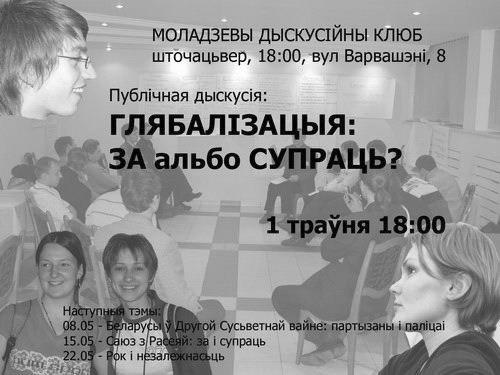 МОЛАДЗЕВЫ ДЫСКУСІЙНЫ КЛЮБ
шточацьвер, 18:00, вул Варвашэні, 8
Публічная дыскусія:
ГЛЯБАЛІЗАЦЫЯ:
ЗА альбо СУПРАЦЬ?
1 траўня 18:00
Наступныя тэмы:
08.05 - Беларусы ў Другой Сусьветнай вайне: партызаны і паліцаі
15.05 - Саюз з Расеяй: за і супраць
22.05 - Рок і незалежнасьць